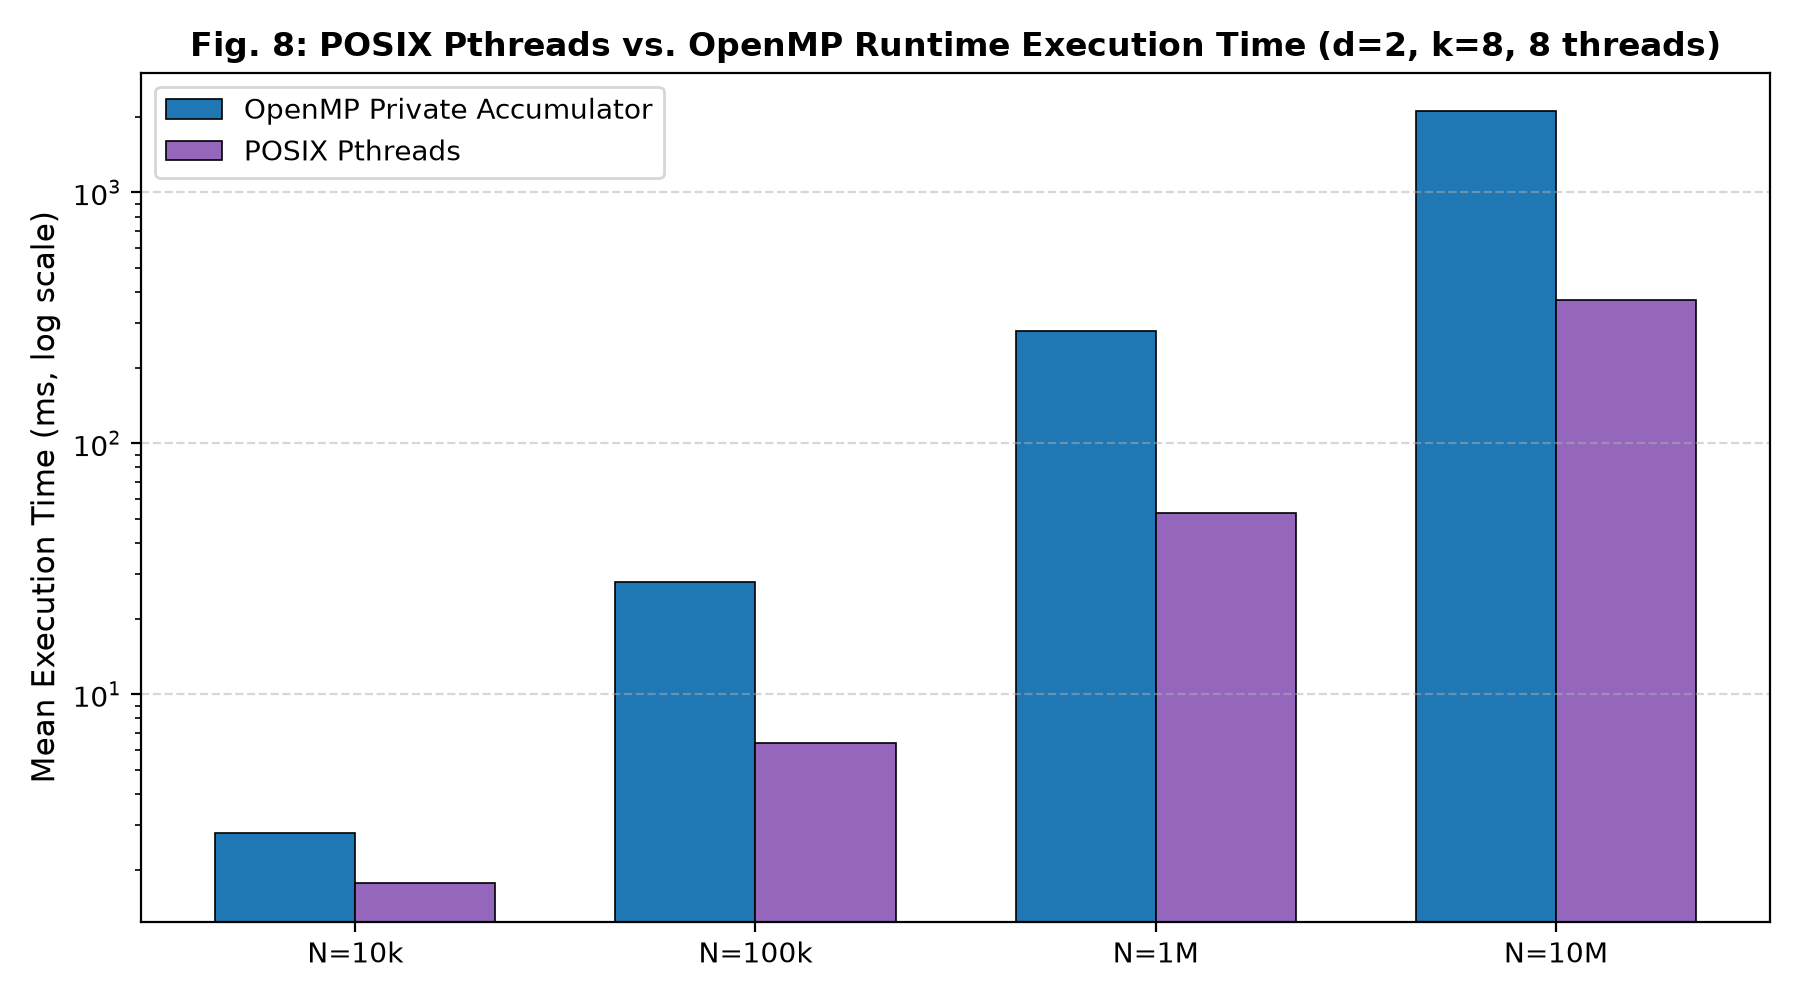 Fig. 8: POSIX Pthreads vs. OpenMP Runtime Execution Time (d=2, k=8, 8 threads)
OpenMP Private Accumulator
POSIX Pthreads
Mean Execution Time (ms, log scale)
10³
10²
10¹
N=10k
N=100k
N=1M
N=10M